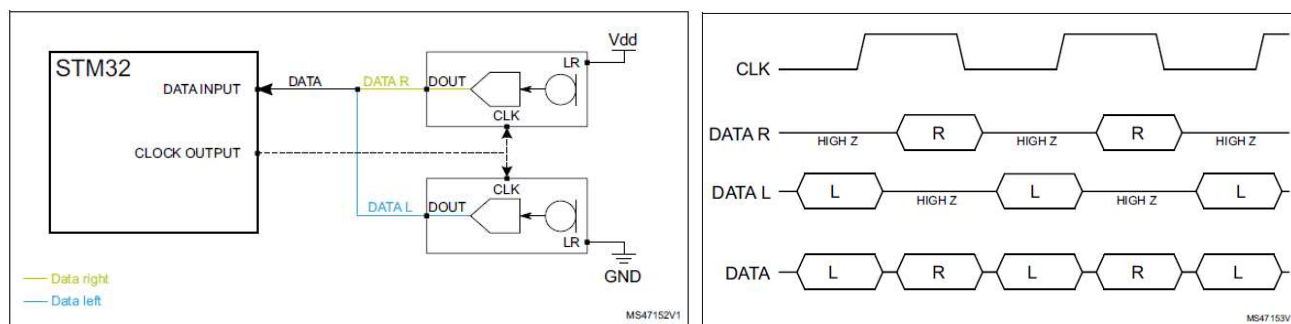 STM32
DATA INPUT
CLOCK OUTPUT
DATA
DATA R
DATA L
DOUT
LR
Vdd
CLK
CLK
DOUT
LR
GND
Data right
Data left
MS47152V1
CLK
DATA R
HIGH Z
R
HIGH Z
R
HIGH Z
DATA L
L
HIGH Z
L
HIGH Z
L
DATA
L
R
L
R
L
MS47153V